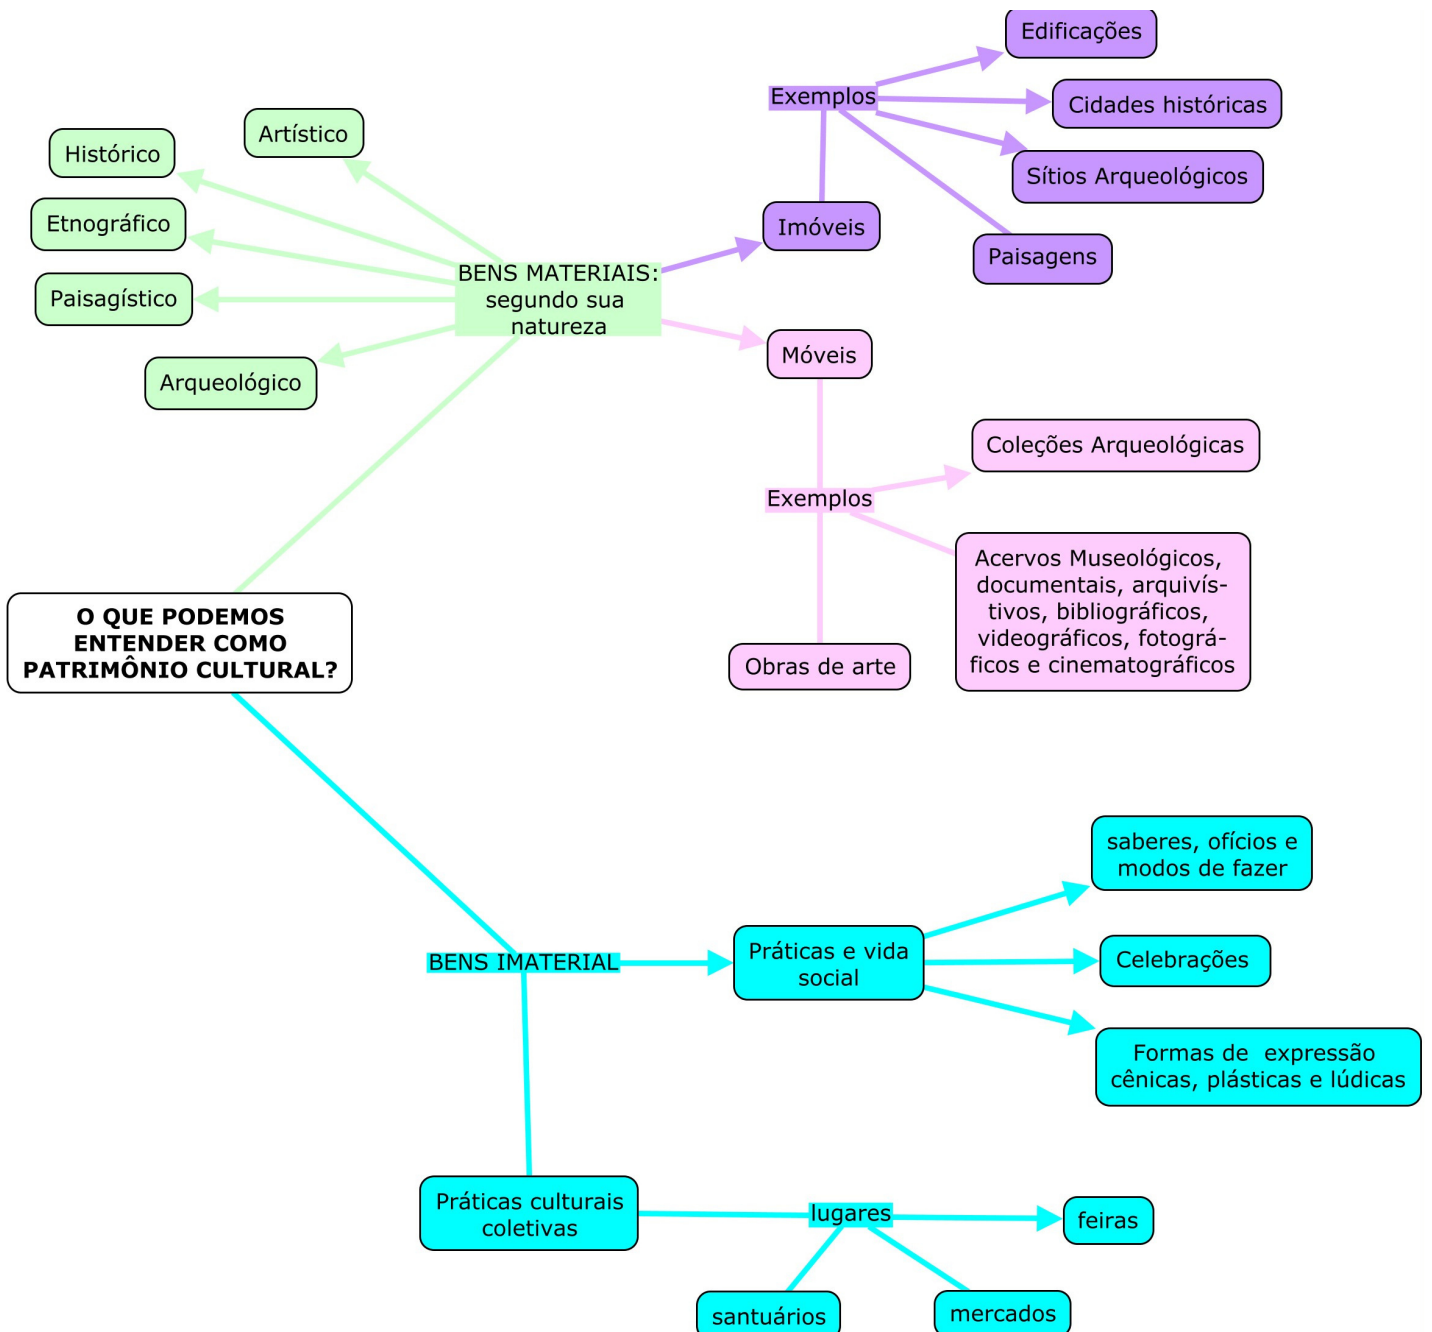 Edificações
Exemplos
Cidades históricas
Artístico
Histórico
Sítios Arqueológicos
Etnográfico
Imóveis
Paisagens
BENS MATERIAIS:
segundo sua
natureza
Paisagístico
Móveis
Arqueológico
Coleções Arqueológicas
Exemplos
Acervos Museológicos,
documentais, arquivís-
tivos, bibliográficos,
videográficos, fotográ-
ficos e cinematográficos
Obras de arte
O QUE PODEMOS
ENTENDER COMO
PATRIMÔNIO CULTURAL?
saberes, ofícios e
modos de fazer
Práticas e vida
social
BENS IMATERIAL
Celebrações
Formas de  expressão
cênicas, plásticas e lúdicas
Práticas culturais
coletivas
lugares
feiras
santuários
mercados